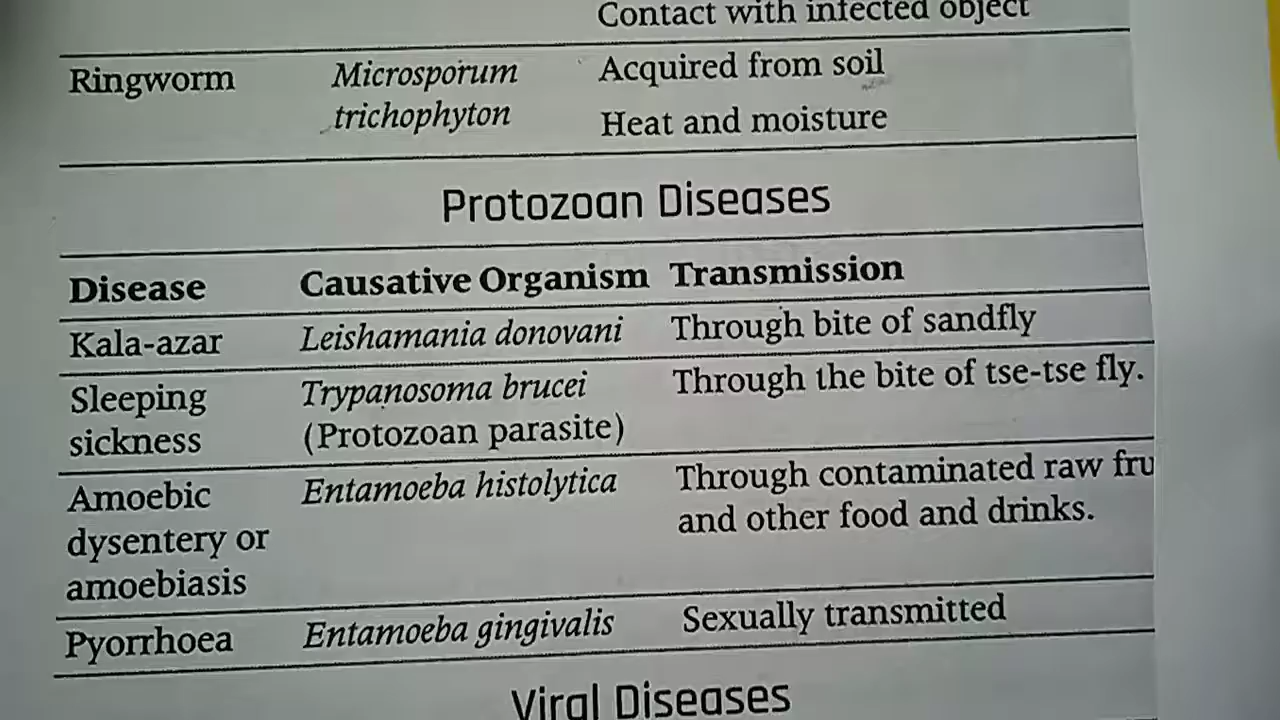 Contact with infected object
Ringworm Microsporum Acquired from soil
trichophyton Heat and moisture
Protozoan Diseases
Disease Causative Organism Transmission
Kala-azar Leishamania donovani Through bite of sandfly
Sleeping Trypanosoma brucei Through the bite of tse-tse fly.
sickness (Protozoan parasite)
Amoebic Entamoeba histolytica Through contaminated raw fru
dysentery or and other food and drinks.
amoebiasis
Pyorrhoea Entamoeba gingivalis Sexually transmitted
Viral Diseases